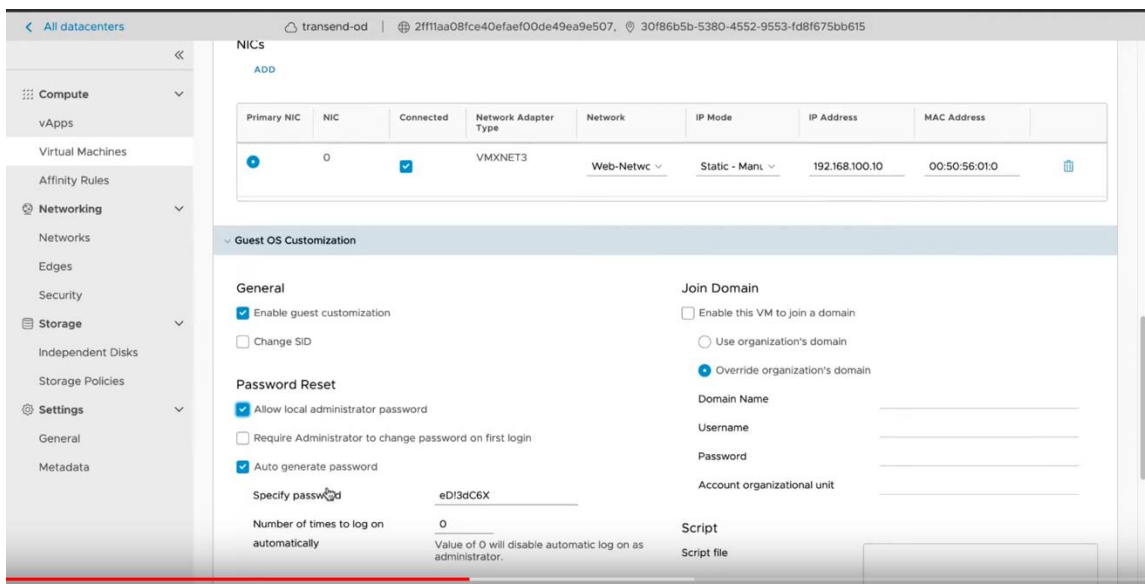 All datacenters
transend-od | 2ff11aa08fce40efaef00de49ea9e507, 30f86b5b-5380-4552-9553-fd8f675bb615
Compute
vApps
Virtual Machines
Affinity Rules
Networking
Networks
Edges
Security
Storage
Independent Disks
Storage Policies
Settings
General
Metadata
NICs
ADD
Primary NIC NIC Connected Network Adapter Type Network IP Mode IP Address MAC Address
0 VMXNET3 Web-Netwc Static - Manu 192.168.100.10 00:50:56:01:0
Guest OS Customization
General
Enable guest customization
Change SID
Password Reset
Allow local administrator password
Require Administrator to change password on first login
Auto generate password
Specify password eD!3dC6X
Number of times to log on automatically 0
Value of 0 will disable automatic log on as
administrator.
Join Domain
Enable this VM to join a domain
Use organization's domain
Override organization's domain
Domain Name
Username
Password
Account organizational unit
Script
Script file